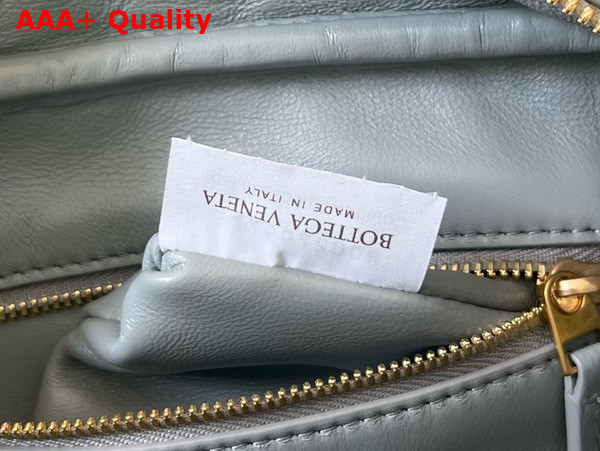 AAA+ Quality
BOTTEGA VENETA
MADE IN ITALY